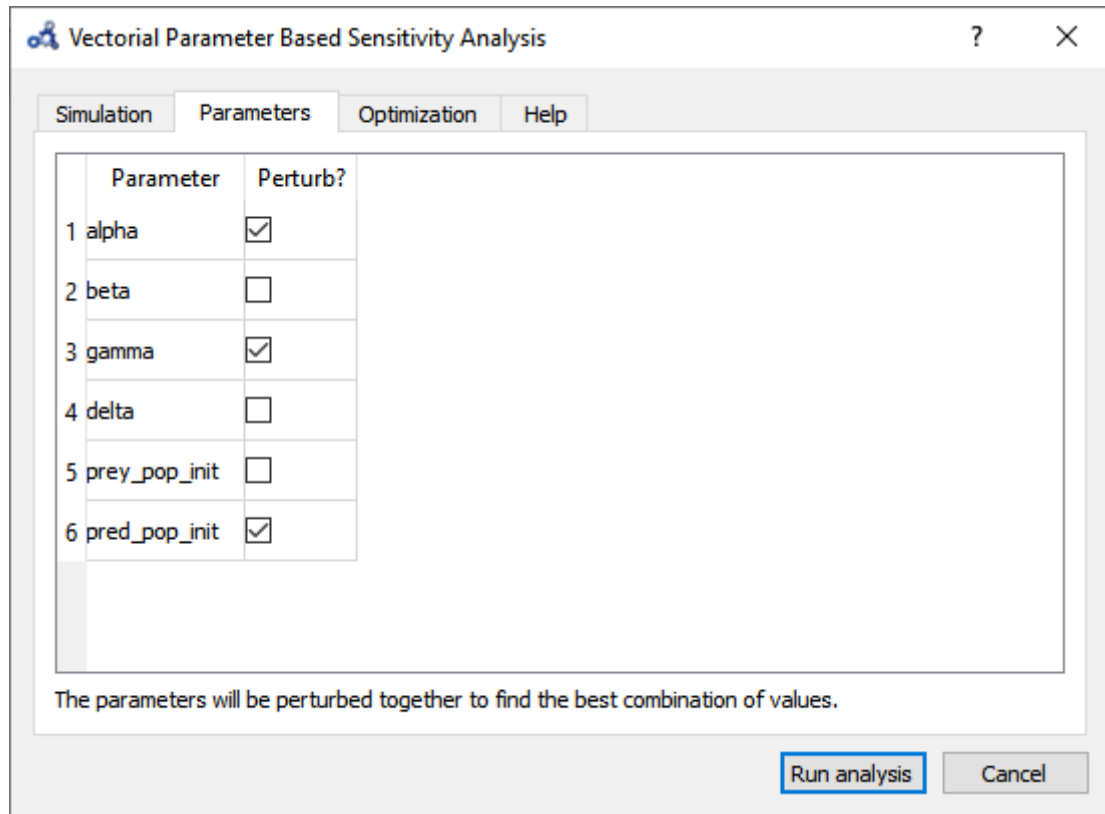 Vectorial Parameter Based Sensitivity Analysis ?
Simulation Parameters Optimization Help
Parameter Perturb?
1 alpha
2 beta
3 gamma
4 delta
5 prey_pop_init
6 pred_pop_init
The parameters will be perturbed together to find the best combination of values.
Run analysis Cancel